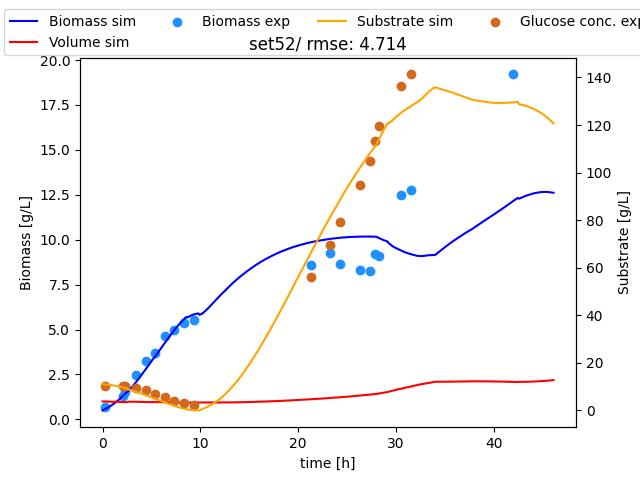 Biomass sim Biomass exp Substrate sim Glucose conc. exp
Volume sim
set52/ rmse: 4.714
20.0
17.5
15.0
12.5
10.0
7.5
5.0
2.5
0.0
Biomass [g/L]
140
120
100
80
60
40
20
0
Substrate [g/L]
0 10 20 30 40
time [h]